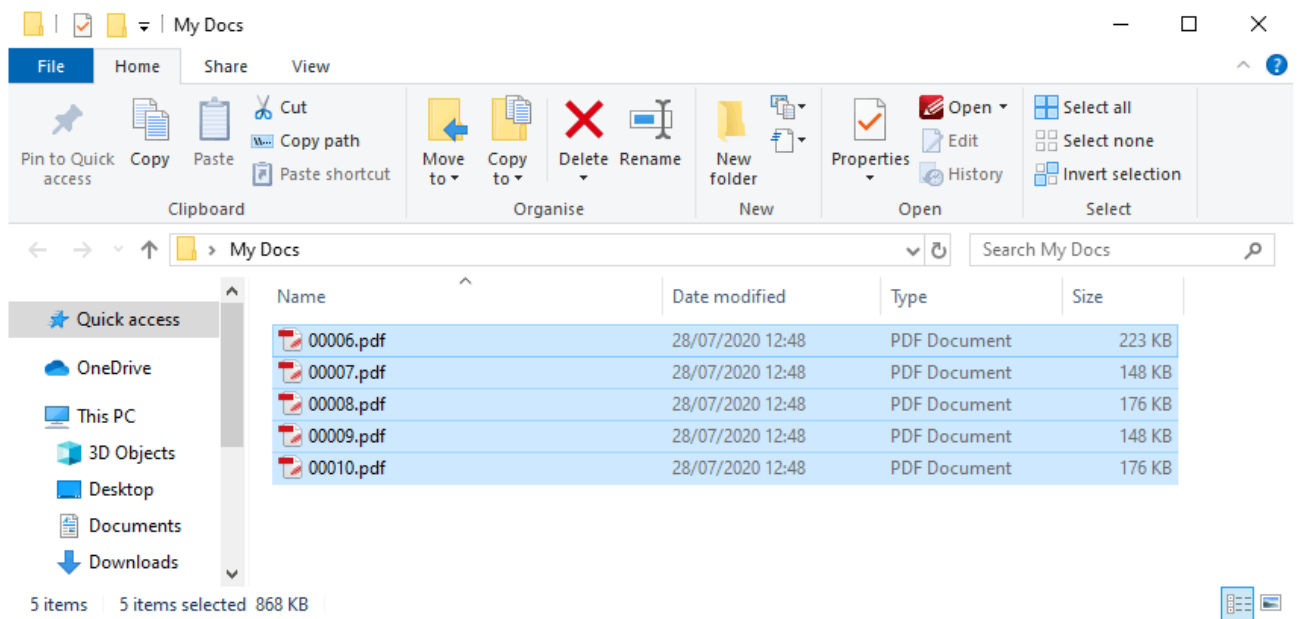 My Docs
File Home Share View
Pin to Quick access
Copy
Paste
Cut
W... Copy path
Paste shortcut
Clipboard
Move to
Copy to
Delete
Rename
Organise
New folder
New
Properties
Open
Edit
History
Open
Select all
Select none
Invert selection
Select
My Docs
Search My Docs
Name Date modified Type Size
Quick access
OneDrive
This PC
3D Objects
Desktop
Documents
Downloads
00006.pdf 28/07/2020 12:48 PDF Document 223 KB
00007.pdf 28/07/2020 12:48 PDF Document 148 KB
00008.pdf 28/07/2020 12:48 PDF Document 176 KB
00009.pdf 28/07/2020 12:48 PDF Document 148 KB
00010.pdf 28/07/2020 12:48 PDF Document 176 KB
5 items 5 items selected 868 KB